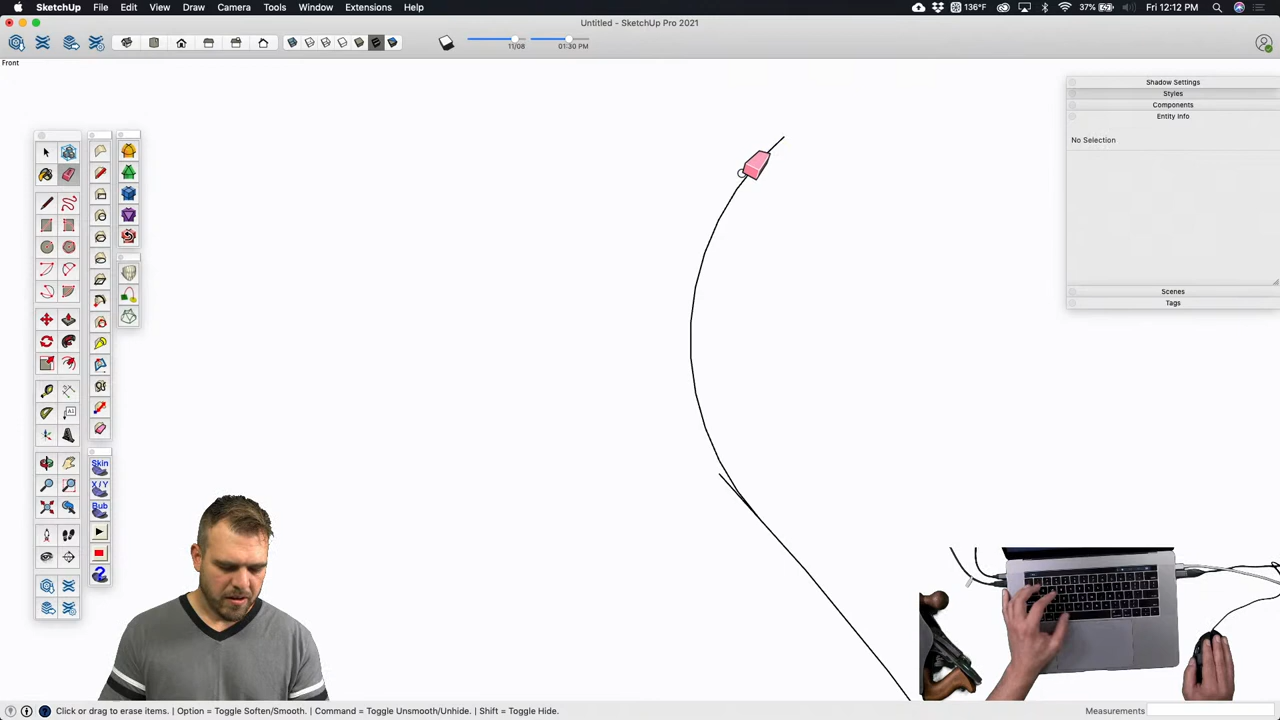 SketchUp File Edit View Draw Camera Tools Window Extensions Help
136°F 37% Fri 12:12 PM
Untitled - SketchUp Pro 2021
11/08 01:30 PM
Front
Shadow Settings
Styles
Components
Entity Info
No Selection
Scenes
Tags
Skin
X/Y
Bub
Click or drag to erase items. | Option = Toggle Soften/Smooth. | Command = Toggle Unsmooth/Unhide. | Shift = Toggle Hide.
Measurements